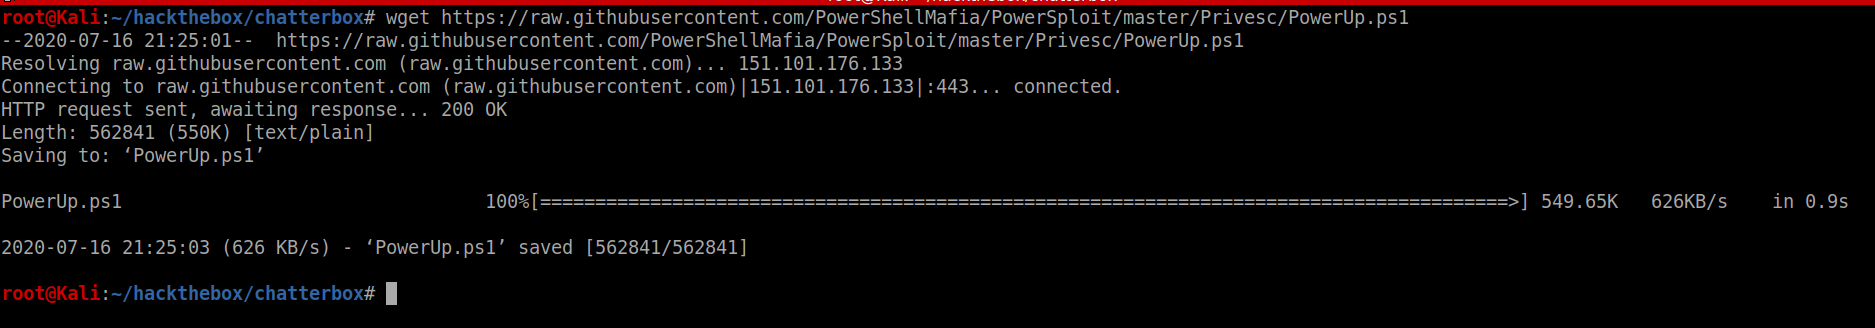 root@Kali:~/hackthebox/chatterbox# wget https://raw.githubusercontent.com/PowerShellMafia/PowerSploit/master/Privesc/PowerUp.ps1
--2020-07-16 21:25:01--  https://raw.githubusercontent.com/PowerShellMafia/PowerSploit/master/Privesc/PowerUp.ps1
Resolving raw.githubusercontent.com (raw.githubusercontent.com)... 151.101.176.133
Connecting to raw.githubusercontent.com (raw.githubusercontent.com)|151.101.176.133|:443... connected.
HTTP request sent, awaiting response... 200 OK
Length: 562841 (550K) [text/plain]
Saving to: ‘PowerUp.ps1’
PowerUp.ps1 100%[========================================================================================>] 549.65K 626KB/s in 0.9s
2020-07-16 21:25:03 (626 KB/s) - ‘PowerUp.ps1’ saved [562841/562841]
root@Kali:~/hackthebox/chatterbox#